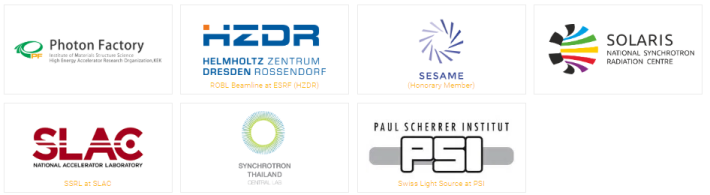 PF
Photon Factory
Institute of Materials Structure Science
High Energy Accelerator Research Organization, KEK
HZDR
HELMHOLTZ ZENTRUM
DRESDEN ROSSENDORF
ROBL Beamline at ESRF (HZDR)
SESAME
(Honorary Member)
SOLARIS
NATIONAL SYNCHROTRON
RADIATION CENTRE
SLAC
NATIONAL ACCELERATOR LABORATORY
SSRL at SLAC
SYNCHROTRON
THAILAND
CENTRAL LAB
PAUL SCHERRER INSTITUT
PSI
Swiss Light Source at PSI